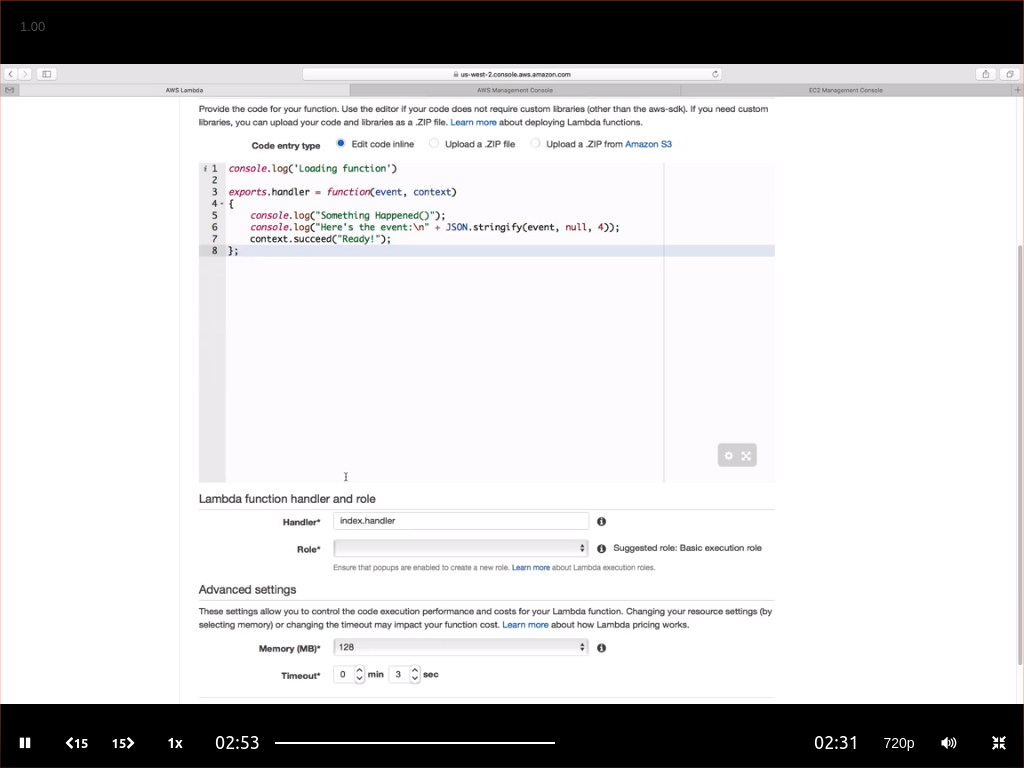 1.00
us-west-2.console.aws.amazon.com
AWS Lambda AWS Management Console EC2 Management Console
Provide the code for your function. Use the editor if your code does not require custom libraries (other than the aws-sdk). If you need custom
libraries, you can upload your code and libraries as a .ZIP file. Learn more about deploying Lambda functions.
Code entry type Edit code inline Upload a .ZIP file Upload a .ZIP from Amazon S3
i 1 console.log('Loading function')
2
3 exports.handler = function(event, context)
4 {
5 console.log("Something Happened()");
6 console.log("Here's the event:\n" + JSON.stringify(event, null, 4));
7 context.succeed("Ready!");
8 };
Lambda function handler and role
Handler* index.handler
Role* Suggested role: Basic execution role
Ensure that popups are enabled to create a new role. Learn more about Lambda execution roles.
Advanced settings
These settings allow you to control the code execution performance and costs for your Lambda function. Changing your resource settings (by
selecting memory) or changing the timeout may impact your function cost. Learn more about how Lambda pricing works.
Memory (MB)* 128
Timeout* 0 min 3 sec
15 15 1x 02:53 02:31 720p